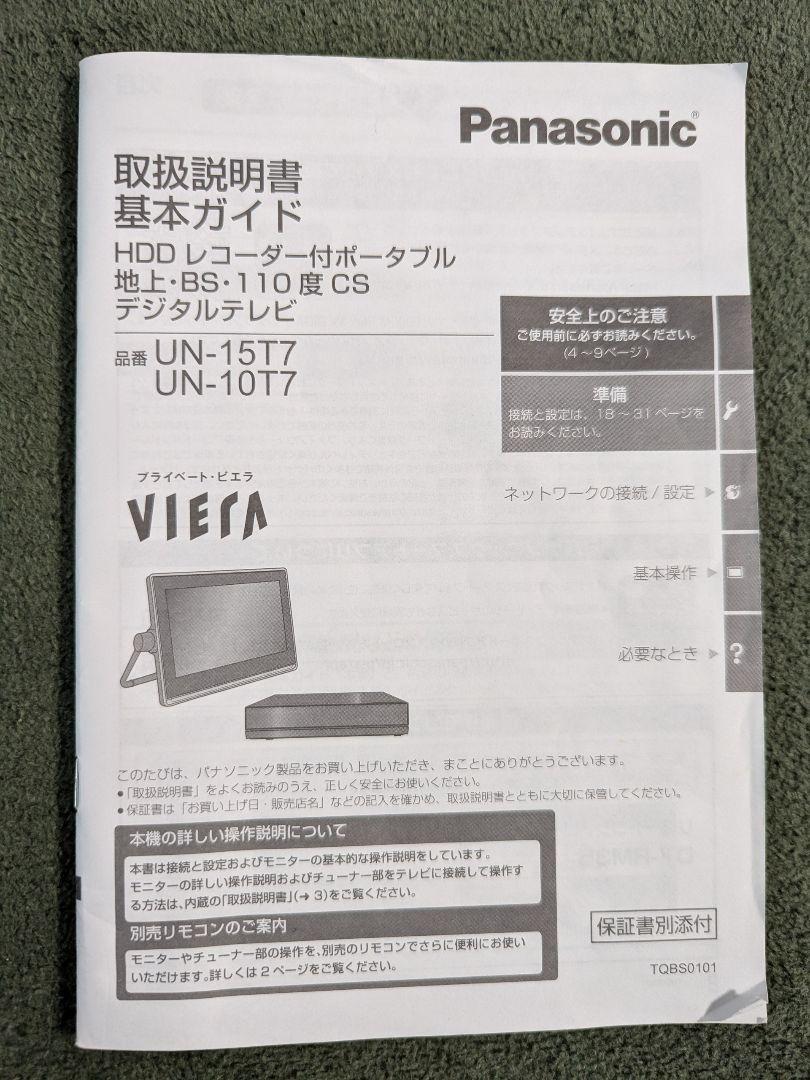 Panasonic®
取扱説明書
基本ガイド
HDD レコーダー付ポータブル
地上・BS・110 度 CS
デジタルテレビ
品番 UN-15T7
UN-10T7
安全上のご注意
ご使用前に必ずお読みください。
(4 ~ 9ページ)
準備
接続と設定は、18 ~ 31 ページを
お読みください。
プライベート・ビエラ
VIERA
ネットワークの接続 / 設定
基本操作
必要なとき
?
このたびは、パナソニック製品をお買い上げいただき、まことにありがとうございます。
●「取扱説明書」をよくお読みのうえ、正しく安全にお使いください。
●保証書は「お買い上げ日・販売店名」などの記入を確かめ、取扱説明書とともに大切に保管してください。
本機の詳しい操作説明について
本書は接続と設定およびモニターの基本的な操作説明をしています。
モニターの詳しい操作説明およびチューナー部をテレビに接続して操作す
る方法は、内蔵の「取扱説明書」(➔ 3)をご覧ください。
別売リモコンのご案内
モニターやチューナー部の操作を、別売のリモコンでさらに便利にお使い
いただけます。詳しくは 2 ページをご覧ください。
保証書別添付
TQBS0101